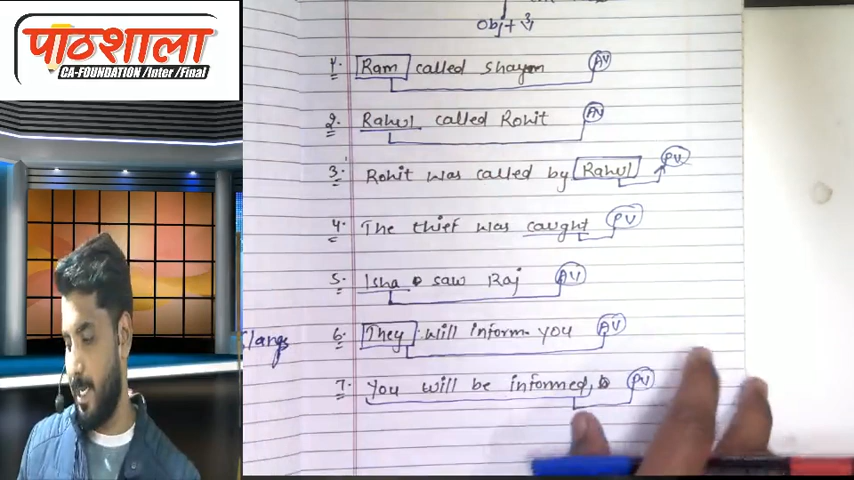 पाठशाला
CA-FOUNDATION/Inter/Final
Obj + V3
1. Ram called Shayam AV
2. Rahul called Rohit AV
3. Rohit was called by Rahul PV
4. The thief was caught PV
5. Isha saw Raj AV
6. They will inform you AV
7. You will be informed PV